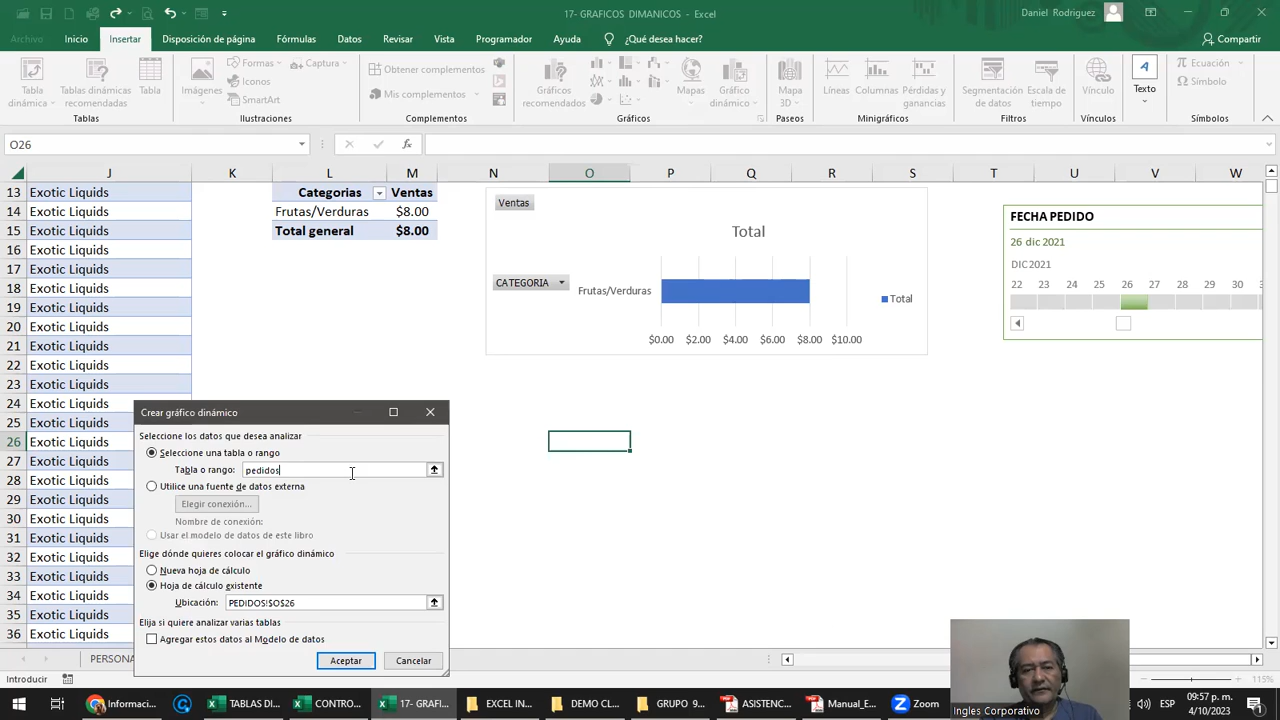 17- GRAFICOS DIMANICOS - Excel
Daniel Rodriguez
Archivo Inicio Insertar Disposición de página Fórmulas Datos Revisar Vista Programador Ayuda ¿Qué desea hacer? Compartir
Tabla dinámica
Tablas dinámicas recomendadas
Tabla
Tablas
Imágenes
Formas
Iconos
SmartArt
Captura
Ilustraciones
Obtener complementos
Mis complementos
Complementos
Gráficos recomendados
Mapas
Gráfico dinámico
Gráficos
Mapa 3D
Paseos
Líneas
Columnas
Pérdidas y ganancias
Minigráficos
Segmentación de datos
Escala de tiempo
Filtros
Vínculo
Vínculos
A
Texto
Ecuación
Símbolo
Símbolos
O26
fx
J K L M N O P Q R S T U V W
13 Exotic Liquids Categorias Ventas
14 Exotic Liquids Frutas/Verduras $8.00
15 Exotic Liquids Total general $8.00
16 Exotic Liquids
17 Exotic Liquids
18 Exotic Liquids
19 Exotic Liquids
20 Exotic Liquids
21 Exotic Liquids
22 Exotic Liquids
23 Exotic Liquids
24 Exotic Liquids
25 Exotic Liquids
26 Exotic Liquids
27 Exotic Liquids
28 Exotic Liquids
29 Exotic Liquids
30 Exotic Liquids
31 Exotic Liquids
32 Exotic Liquids
33 Exotic Liquids
34 Exotic Liquids
35 Exotic Liquids
36 Exotic Liquids
Ventas
Total
CATEGORIA
Frutas/Verduras
Total
$0.00 $2.00 $4.00 $6.00 $8.00 $10.00
FECHA PEDIDO
26 dic 2021
DIC 2021
22 23 24 25 26 27 28 29 30 31
Crear gráfico dinámico
Seleccione los datos que desea analizar
Seleccione una tabla o rango
Tabla o rango: pedidos
Utilice una fuente de datos externa
Elegir conexión...
Nombre de conexión:
Usar el modelo de datos de este libro
Elige dónde quieres colocar el gráfico dinámico
Nueva hoja de cálculo
Hoja de cálculo existente
Ubicación: PEDIDOS!$O$26
Elija si quiere analizar varias tablas
Agregar estos datos al Modelo de datos
Aceptar Cancelar
PERSONA
Introducir
115%
Ingles Corporativo
Informaci... TABLAS DI... CONTRO... 17- GRAFI... EXCEL IN... DEMO CL... GRUPO 9... ASISTENC... Manual_E... Zoom
ESP
09:57 p. m.
4/10/2023